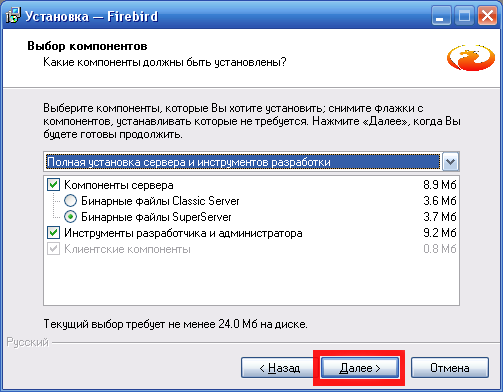 Установка — Firebird
Выбор компонентов
Какие компоненты должны быть установлены?
Выберите компоненты, которые Вы хотите установить; снимите флажки с
компонентов, устанавливать которые не требуется. Нажмите «Далее», когда Вы
будете готовы продолжить.
Полная установка сервера и инструментов разработки
Компоненты сервера 8.9 Мб
Бинарные файлы Classic Server 3.6 Мб
Бинарные файлы SuperServer 3.7 Мб
Инструменты разработчика и администратора 9.2 Мб
Клиентские компоненты 0.8 Мб
Текущий выбор требует не менее 24.0 Мб на диске.
Русский
< Назад Далее > Отмена